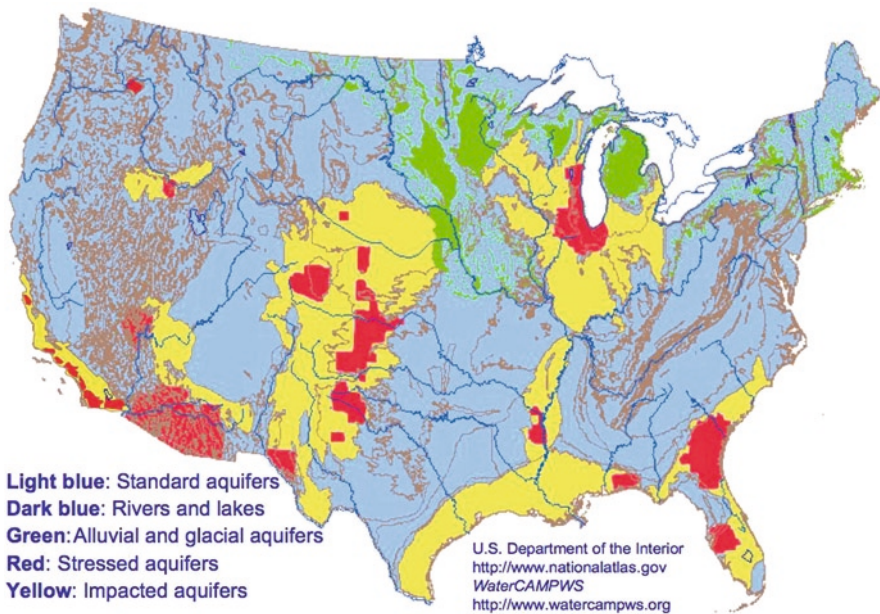 Light blue: Standard aquifers
Dark blue: Rivers and lakes
Green: Alluvial and glacial aquifers
Red: Stressed aquifers
Yellow: Impacted aquifers
U.S. Department of the Interior
http://www.nationalatlas.gov
WaterCAMPWS
http://www.watercampws.org